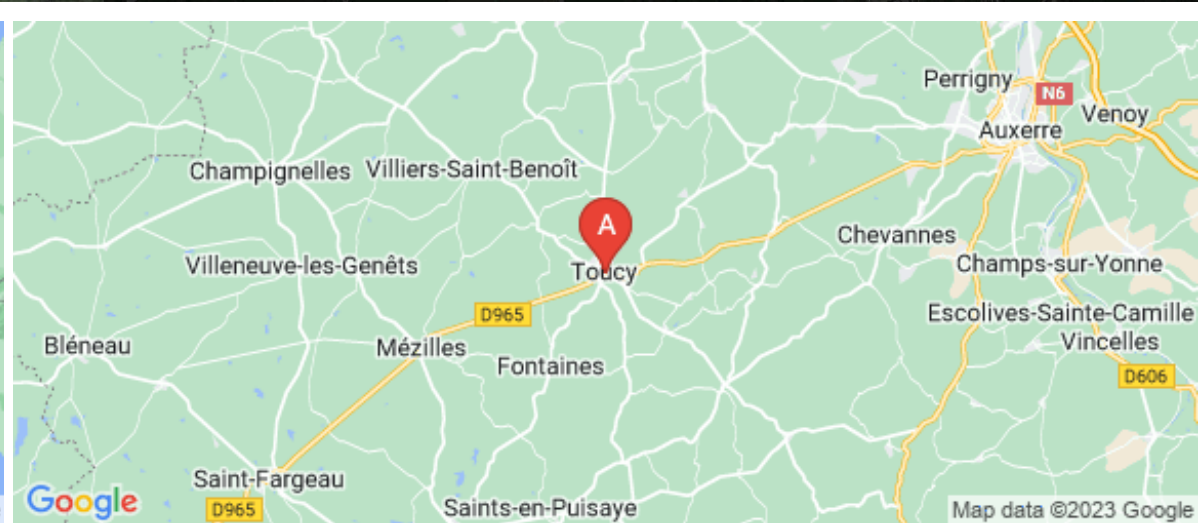 Perrigny
N6
Venoy
Auxerre
Champignelles
Villiers-Saint-Benoît
A
Chevannes
Villeneuve-les-Genêts
Toucy
Champs-sur-Yonne
D965
Escolives-Sainte-Camille
Bléneau
Mézilles
Vincelles
Fontaines
D606
Saint-Fargeau
Google
D965
Saints-en-Puisaye
Map data ©2023 Google